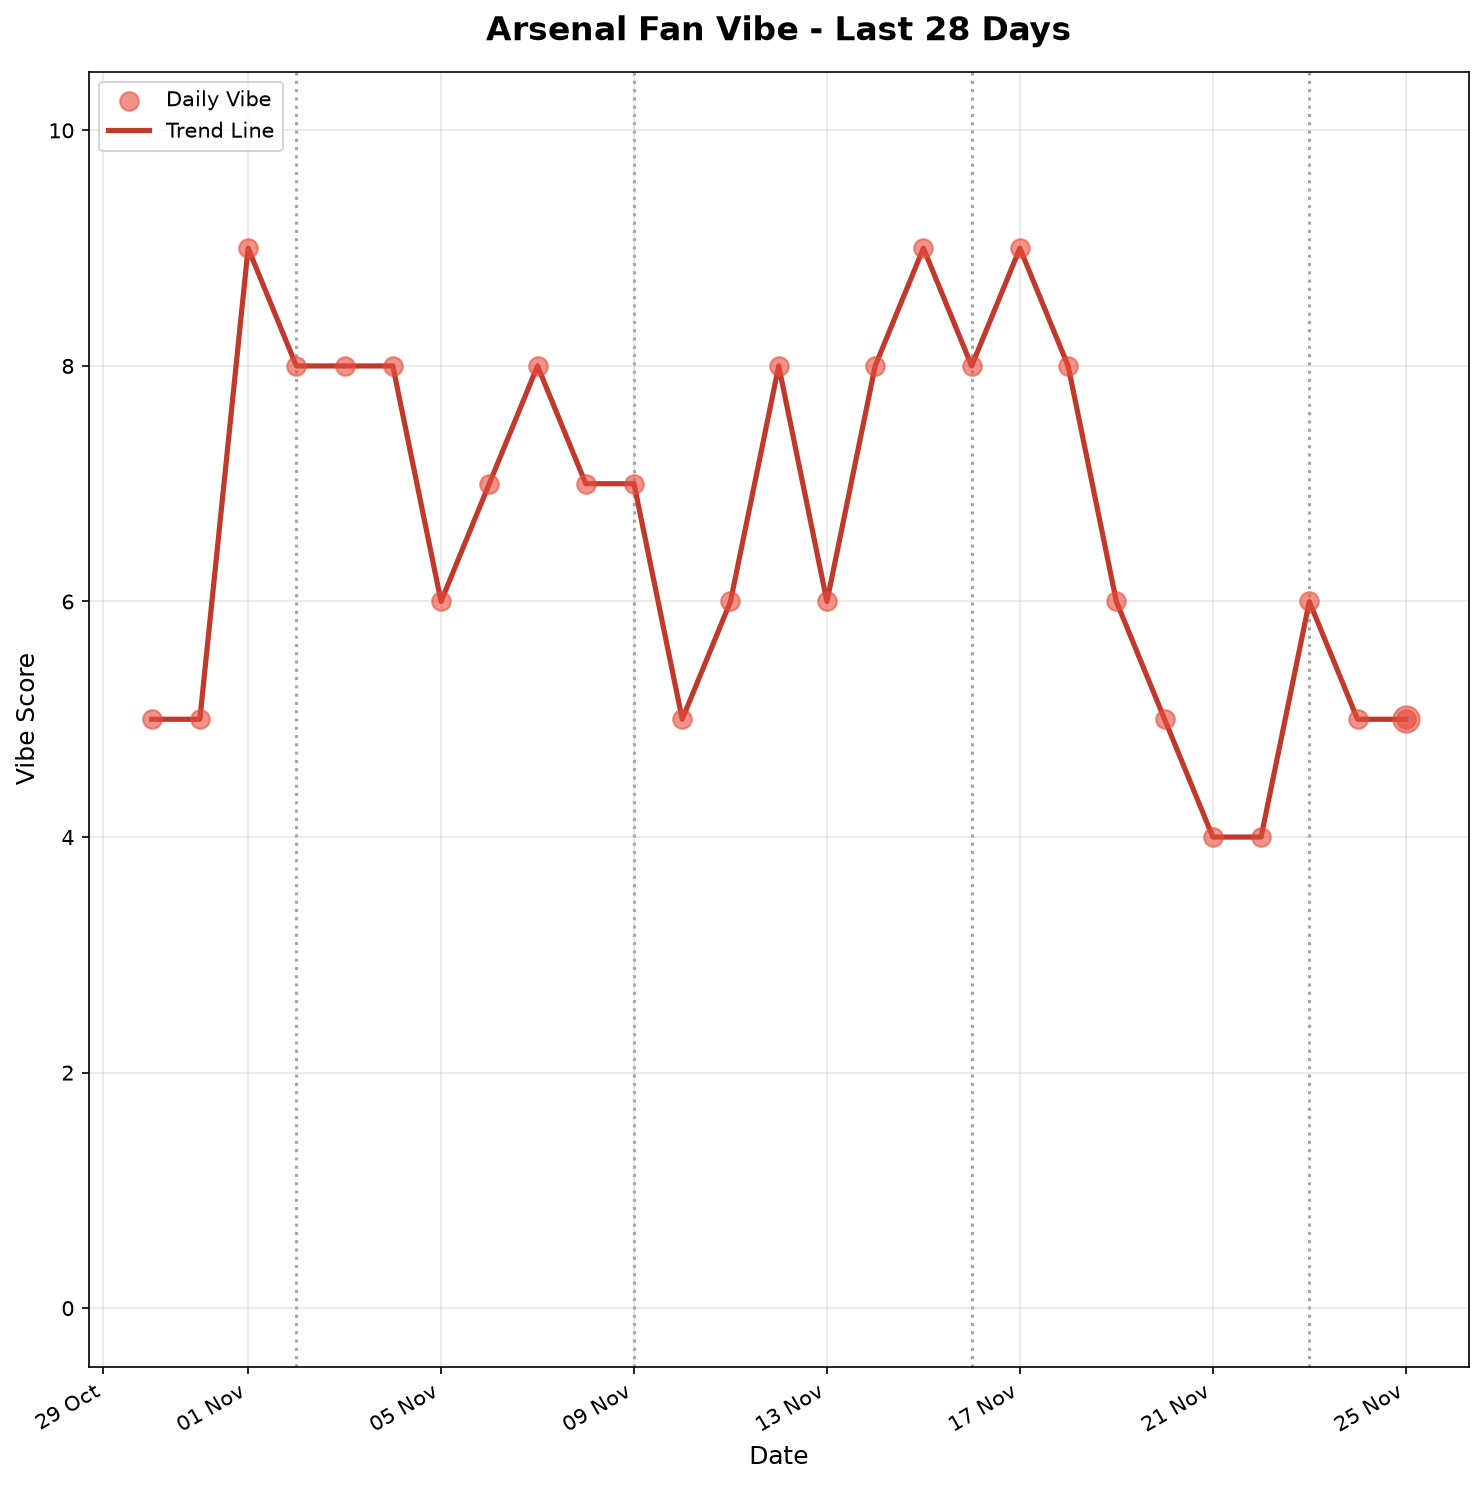 Arsenal Fan Vibe - Last 28 Days
Daily Vibe
Trend Line
10
8
6
4
2
0
Vibe Score
29 Oct
01 Nov
05 Nov
09 Nov
13 Nov
17 Nov
21 Nov
25 Nov
Date